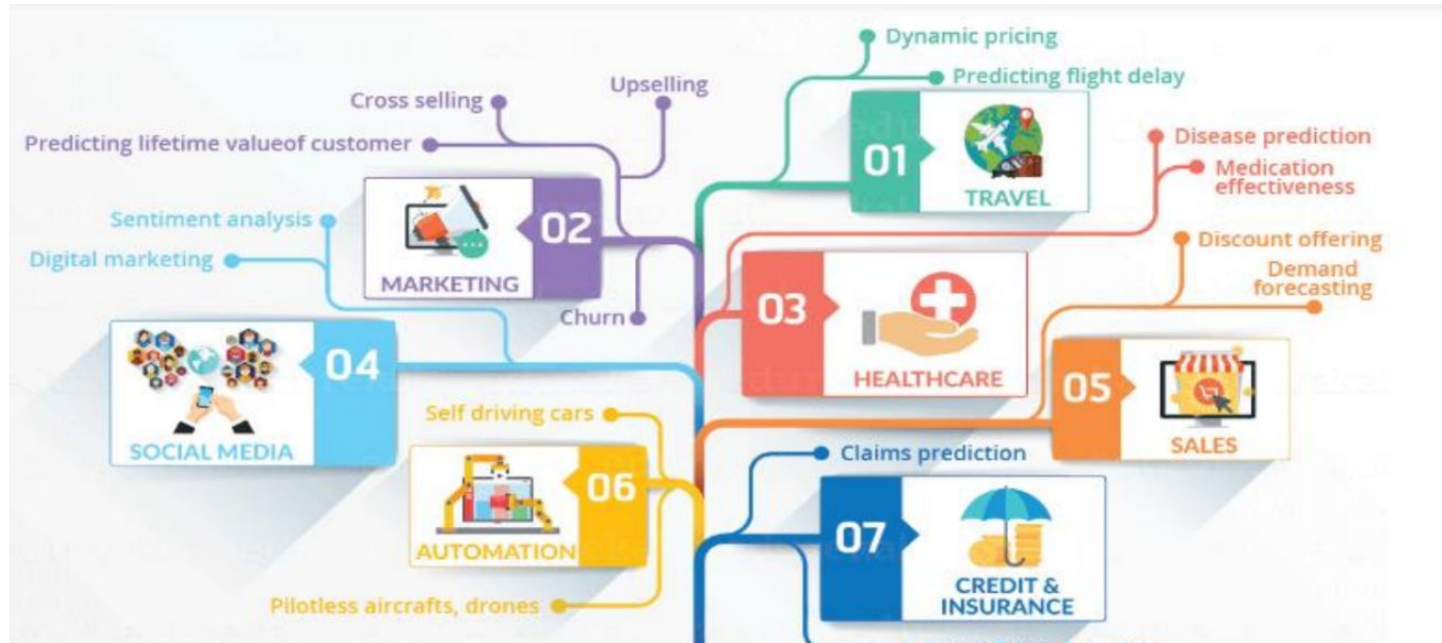 Dynamic pricing
Predicting flight delay
01
TRAVEL
Upselling
Cross selling
Predicting lifetime valueof customer
02
MARKETING
Churn
Disease prediction
Medication
effectiveness
03
HEALTHCARE
Sentiment analysis
Digital marketing
04
SOCIAL MEDIA
Discount offering
Demand
forecasting
05
SALES
Self driving cars
06
AUTOMATION
Pilotless aircrafts, drones
Claims prediction
07
CREDIT &
INSURANCE